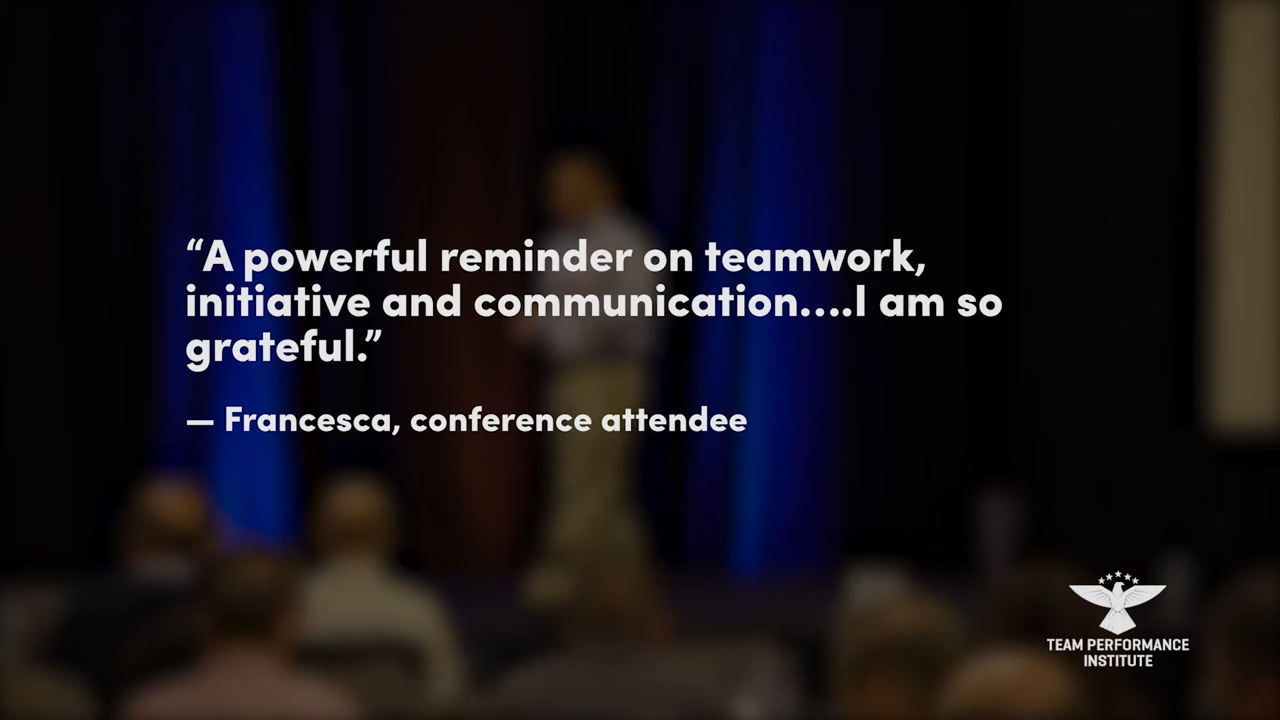 “A powerful reminder on teamwork,
initiative and communication....I am so
grateful.”
— Francesca, conference attendee
TEAM PERFORMANCE
INSTITUTE